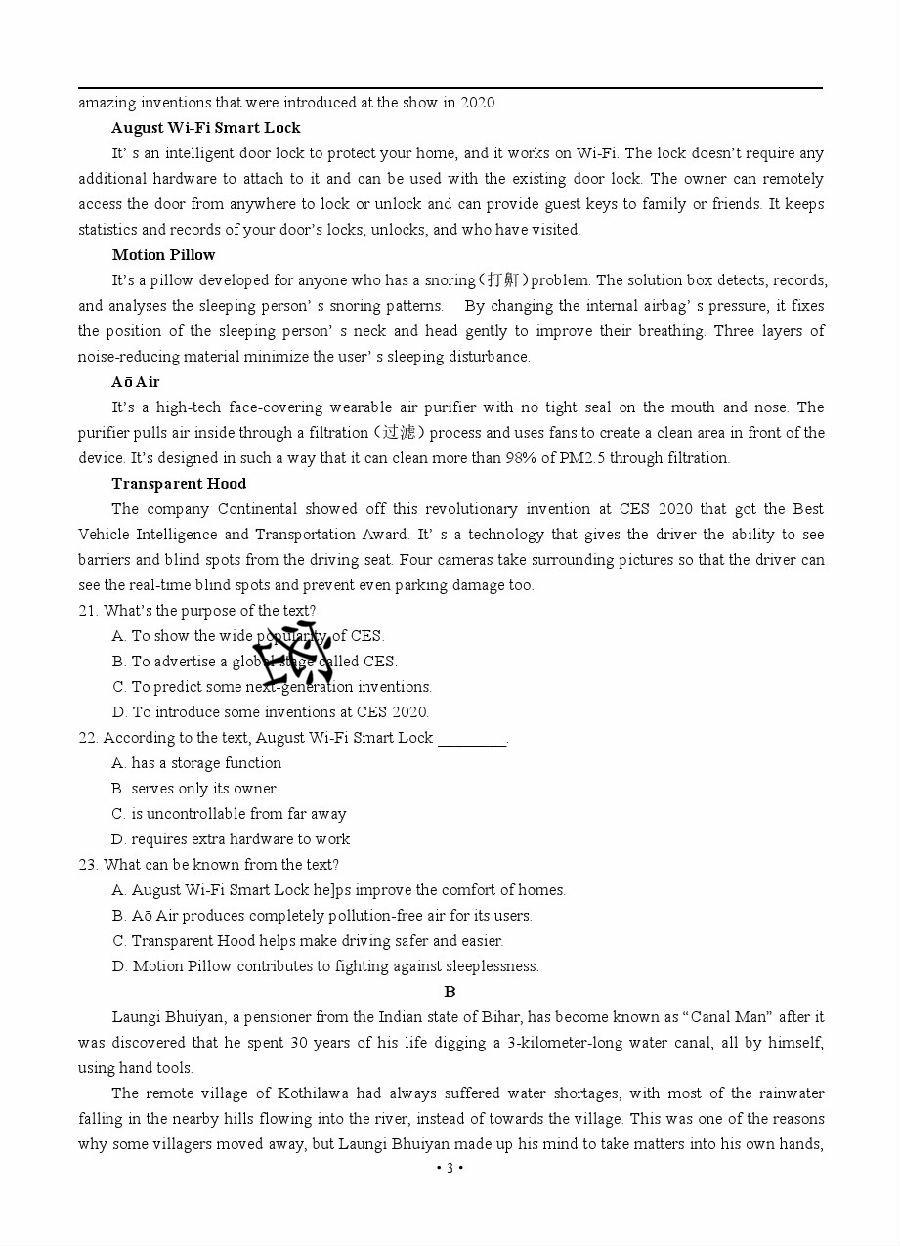 amazing inventions that were introduced at the show in 2020
August Wi-Fi Smart Lock
It' s an intelligent door lock to protect your home, and it works on Wi-Fi. The lock doesn't require any
additional hardware to attach to it and can be used with the existing door lock. The owner can remotely
access the door from anywhere to lock or unlock and can provide guest keys to family or friends. It keeps
statistics and records of your door's locks, unlocks, and who have visited.
Motion Pillow
It's a pillow developed for anyone who has a snoring(打鼾)problem. The solution box detects, records,
and analyses the sleeping person' s snoring patterns. By changing the internal airbag' s pressure, it fixes
the position of the sleeping person' s neck and head gently to improve their breathing. Three layers of
noise-reducing material minimize the user' s sleeping disturbance.
Aō Air
It's a high-tech face-covering wearable air purifier with no tight seal on the mouth and nose. The
purifier pulls air inside through a filtration (过滤) process and uses fans to create a clean area in front of the
device. It's designed in such a way that it can clean more than 98% of PM2.5 through filtration.
Transparent Hood
The company Continental showed off this revolutionary invention at CES 2020 that got the Best
Vehicle Intelligence and Transportation Award. It' s a technology that gives the driver the ability to see
barriers and blind spots from the driving seat. Four cameras take surrounding pictures so that the driver can
see the real-time blind spots and prevent even parking damage too.
21. What's the purpose of the text?
A. To show the wide popularity of CES.
B. To advertise a global stage called CES.
C. To predict some next-generation inventions.
D. To introduce some inventions at CES 2020.
22. According to the text, August Wi-Fi Smart Lock ________.
A. has a storage function
B. serves only its owner
C. is uncontrollable from far away
D. requires extra hardware to work
23. What can be known from the text?
A. August Wi-Fi Smart Lock he]ps improve the comfort of homes.
B. Aō Air produces completely pollution-free air for its users.
C. Transparent Hood helps make driving safer and easier.
D. Motion Pillow contributes to fighting against sleeplessness.
B
Laungi Bhuiyan, a pensioner from the Indian state of Bihar, has become known as “Canal Man” after it
was discovered that he spent 30 years of his life digging a 3-kilometer-long water canal, all by himself,
using hand tools.
The remote village of Kothilawa had always suffered water shortages, with most of the rainwater
falling in the nearby hills flowing into the river, instead of towards the village. This was one of the reasons
why some villagers moved away, but Laungi Bhuiyan made up his mind to take matters into his own hands,
• 3 •